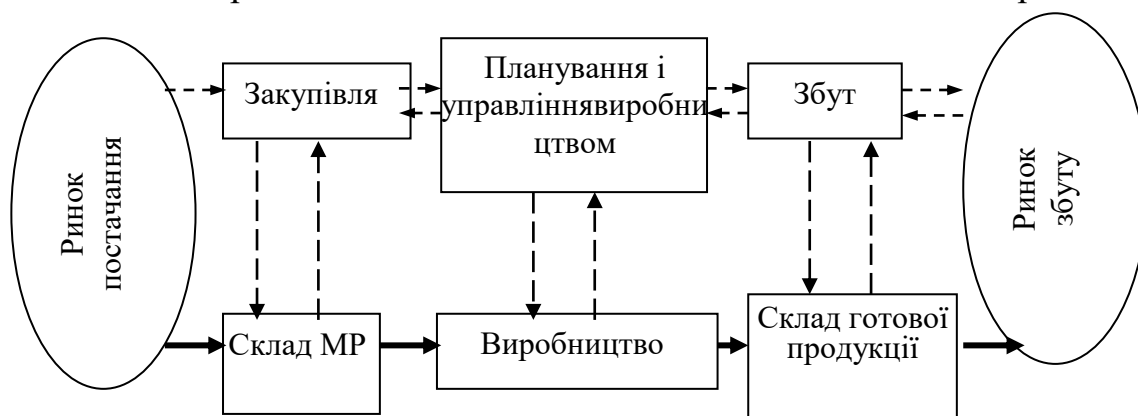 Ринок
постачання
Закупівля
Планування і
управліннявиробни
цтвом
Збут
Ринок
збуту
Склад МР
Виробництво
Склад готової
продукції